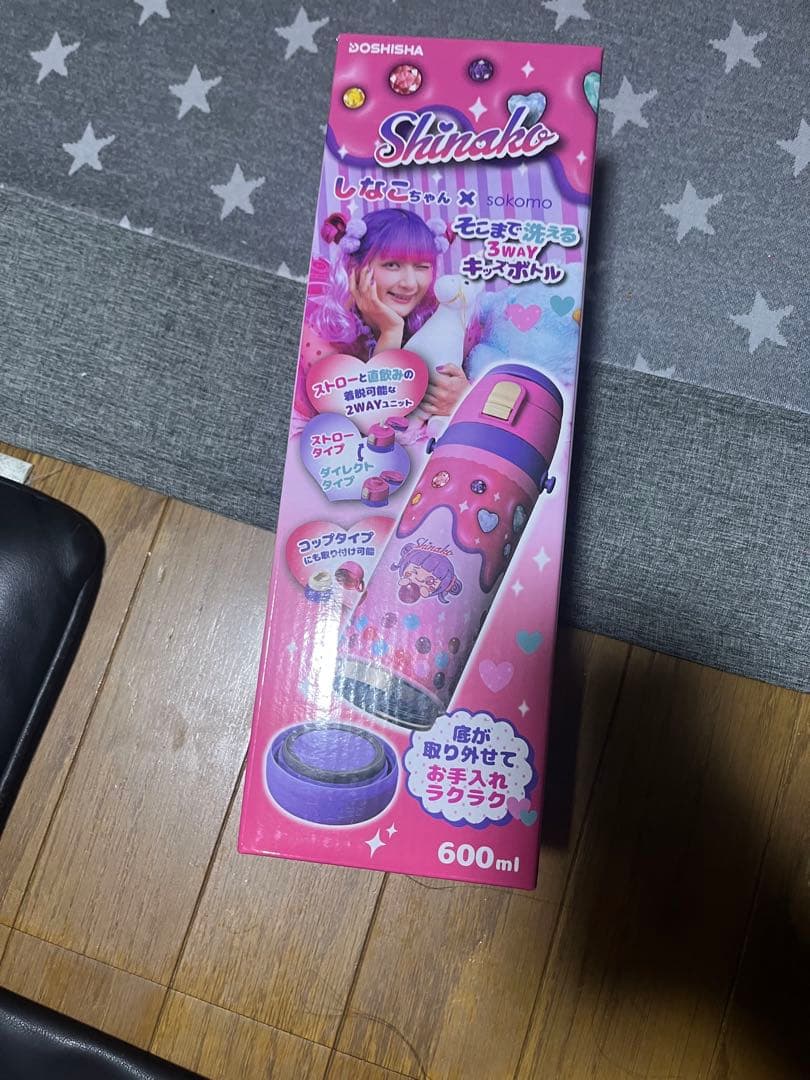 DOSHISHA
Shinako
しなこちゃん × sokomo
そこまで洗える
3WAY
キッズボトル
ストローと直飲みの
着脱可能な
2WAYユニット
ストロー
タイプ
ダイレクト
タイプ
コップタイプ
にも取り付け可能
Shinako
底が
取り外せて
お手入れ
ラクラク
600ml